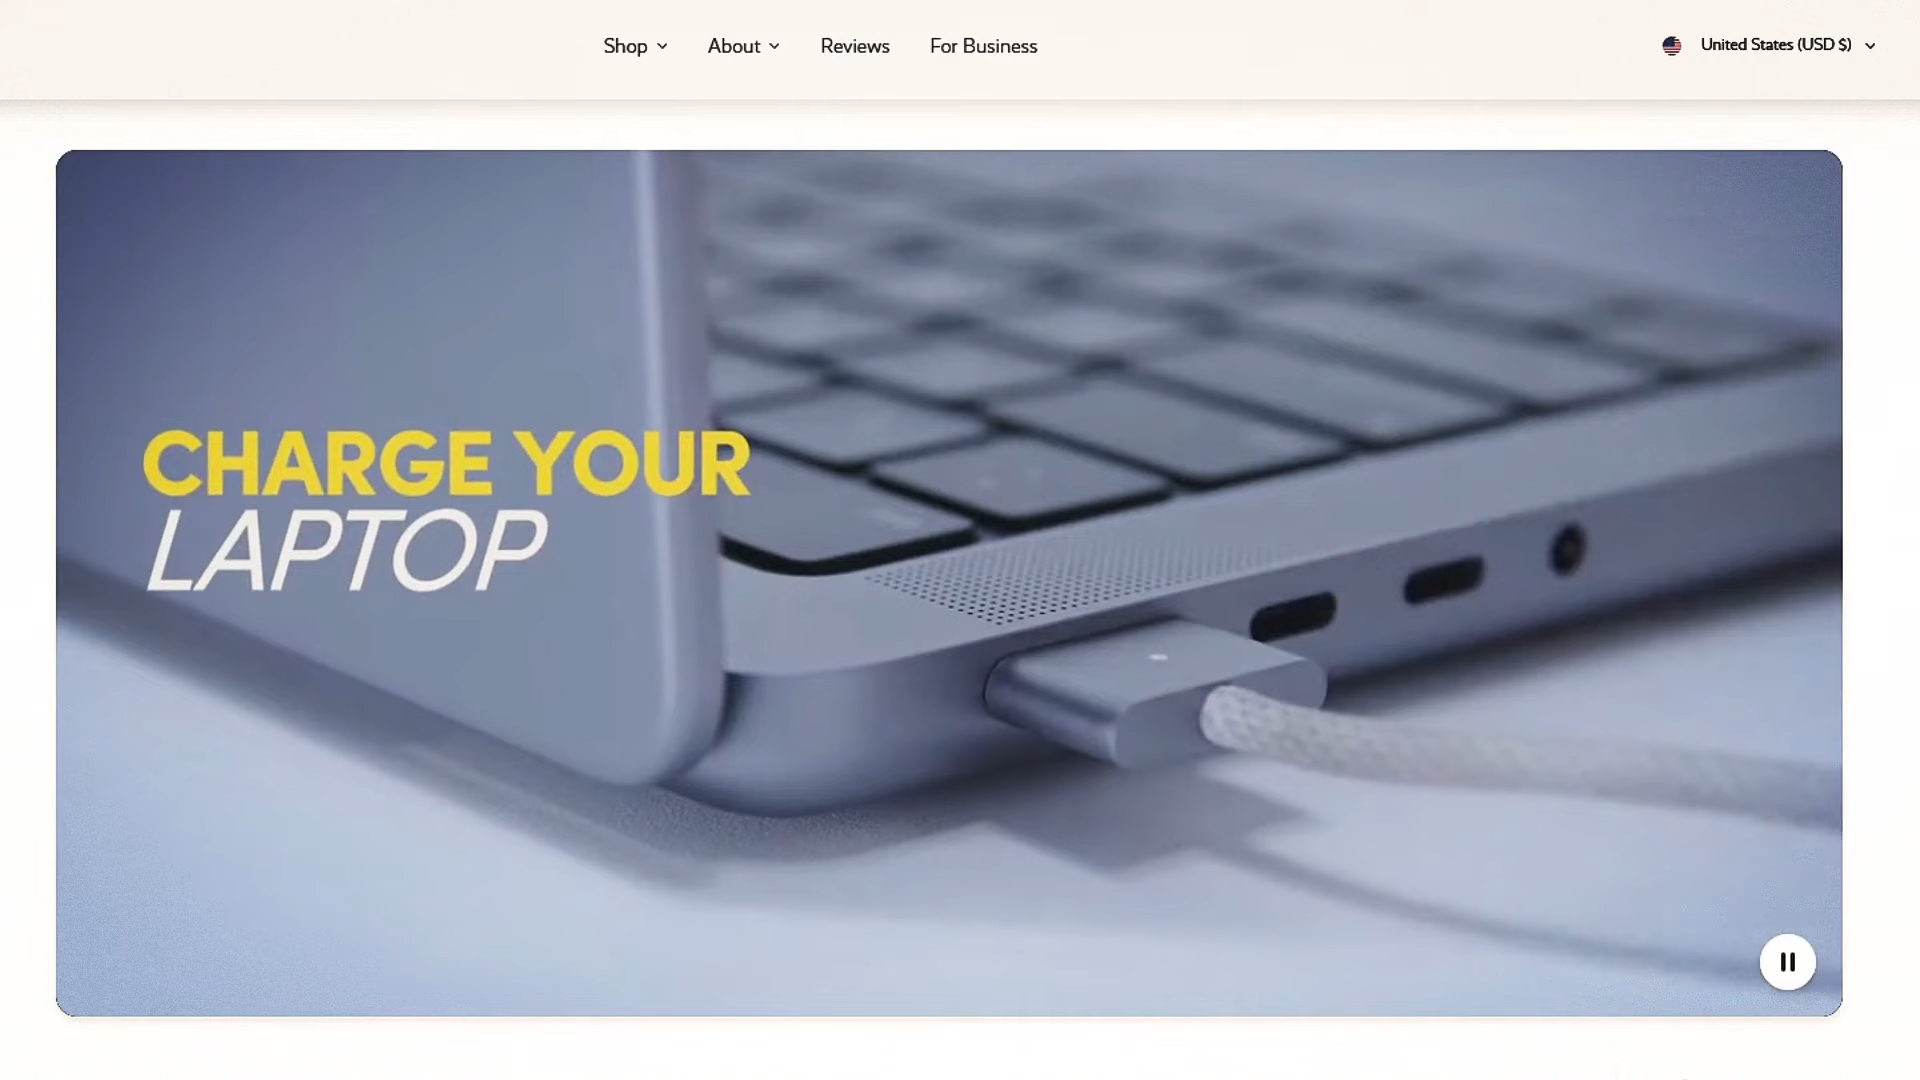 Shop
About
Reviews
For Business
United States (USD $)
CHARGE YOUR
LAPTOP